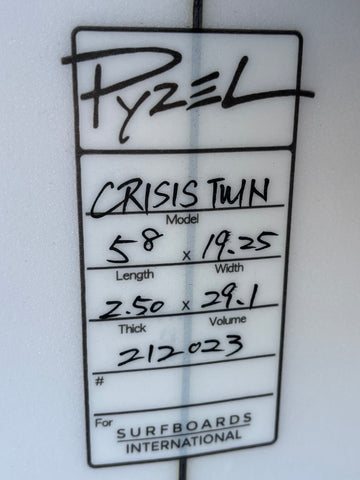 PYZEL
CRISIS TWIN
Model
5 8 x 19.25
Length Width
2.50 x 29.1
Thick Volume
212023
#
For SURFBOARDS
INTERNATIONAL